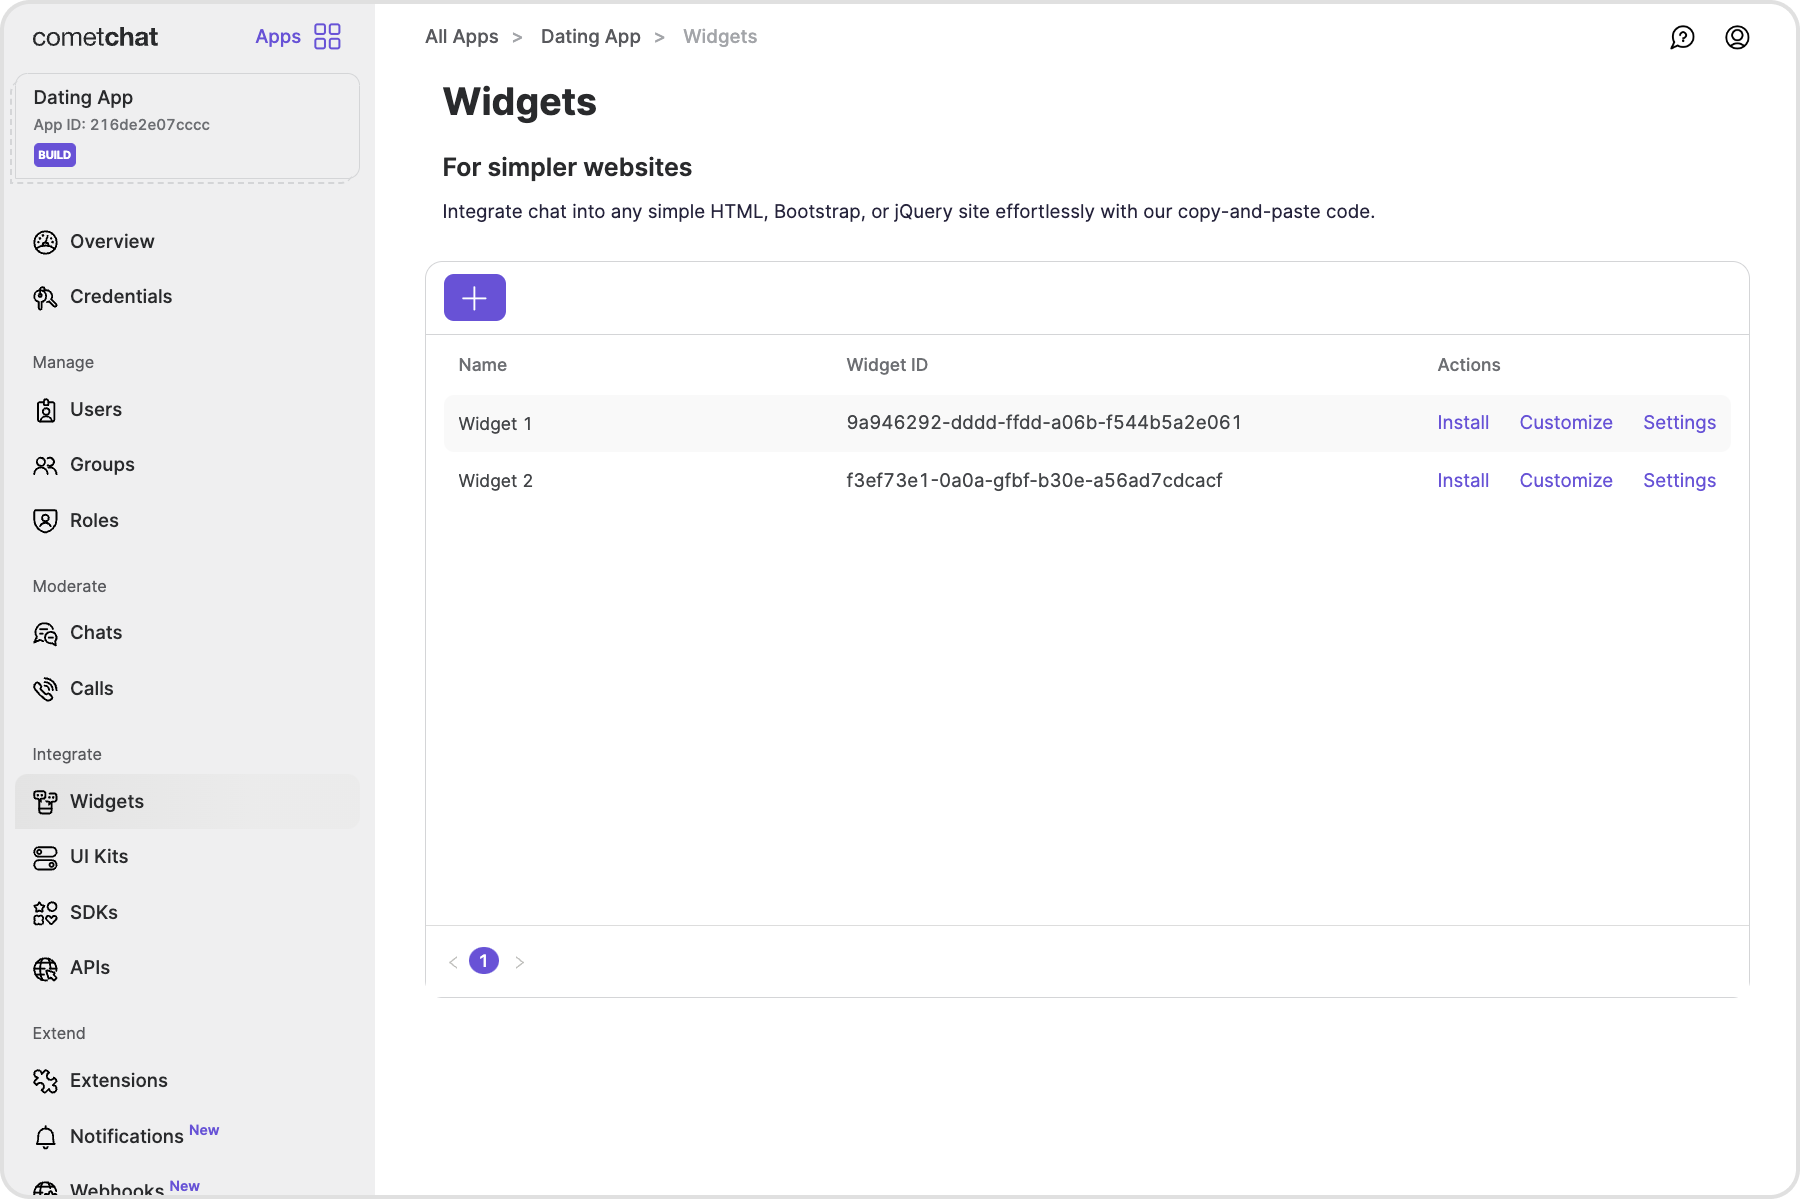 cometchat Apps
Dating App
App ID: 216de2e07cccc
BUILD
Overview
Credentials
Manage
Users
Groups
Roles
Moderate
Chats
Calls
Integrate
Widgets
UI Kits
SDKs
APIs
Extend
Extensions
Notifications New
Webhooks New
All Apps > Dating App > Widgets
Widgets
For simpler websites
Integrate chat into any simple HTML, Bootstrap, or jQuery site effortlessly with our copy-and-paste code.
Name Widget ID Actions
Widget 1 9a946292-dddd-ffdd-a06b-f544b5a2e061 Install Customize Settings
Widget 2 f3ef73e1-0a0a-gfbf-b30e-a56ad7cdcacf Install Customize Settings
< 1 >